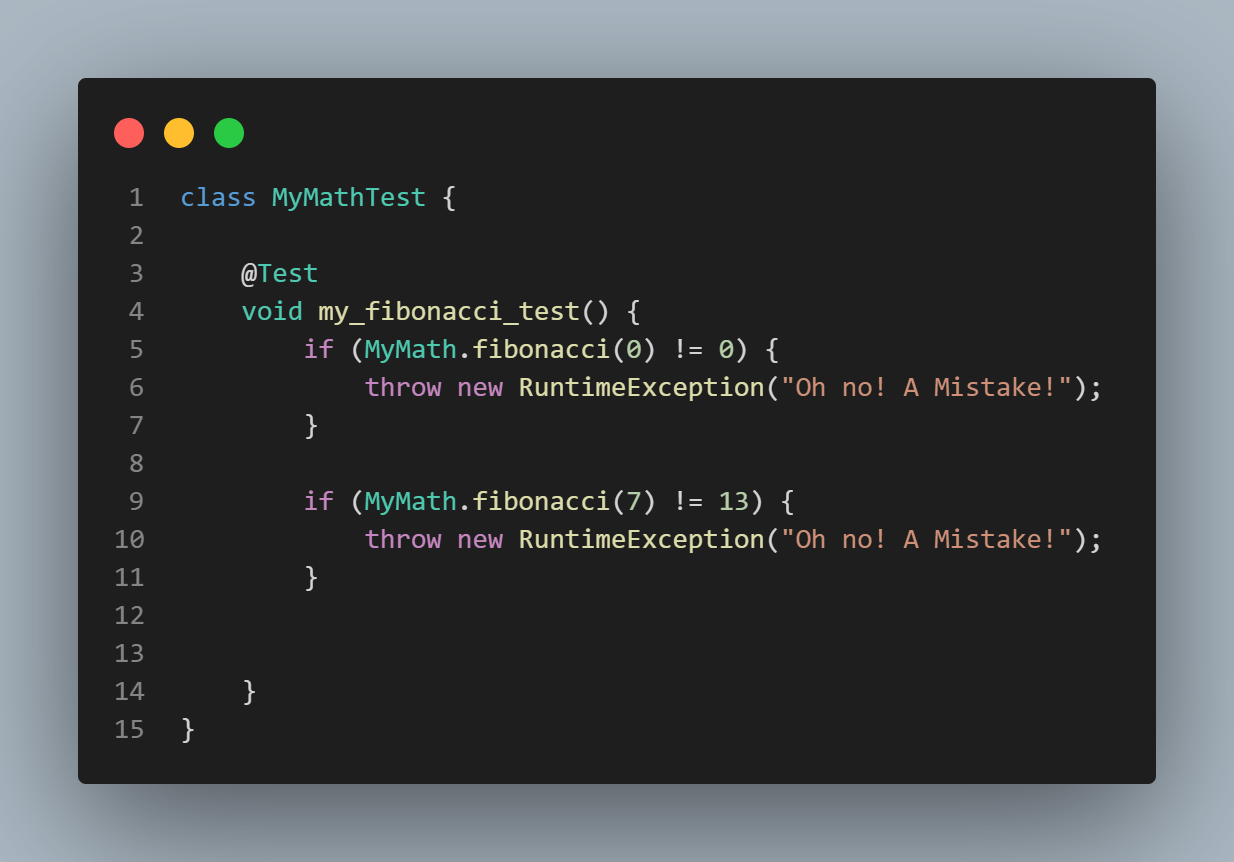 1 class MyMathTest {
2
3     @Test
4     void my_fibonacci_test() {
5         if (MyMath.fibonacci(0) != 0) {
6             throw new RuntimeException("Oh no! A Mistake!");
7         }
8
9         if (MyMath.fibonacci(7) != 13) {
10             throw new RuntimeException("Oh no! A Mistake!");
11         }
12
13
14     }
15 }